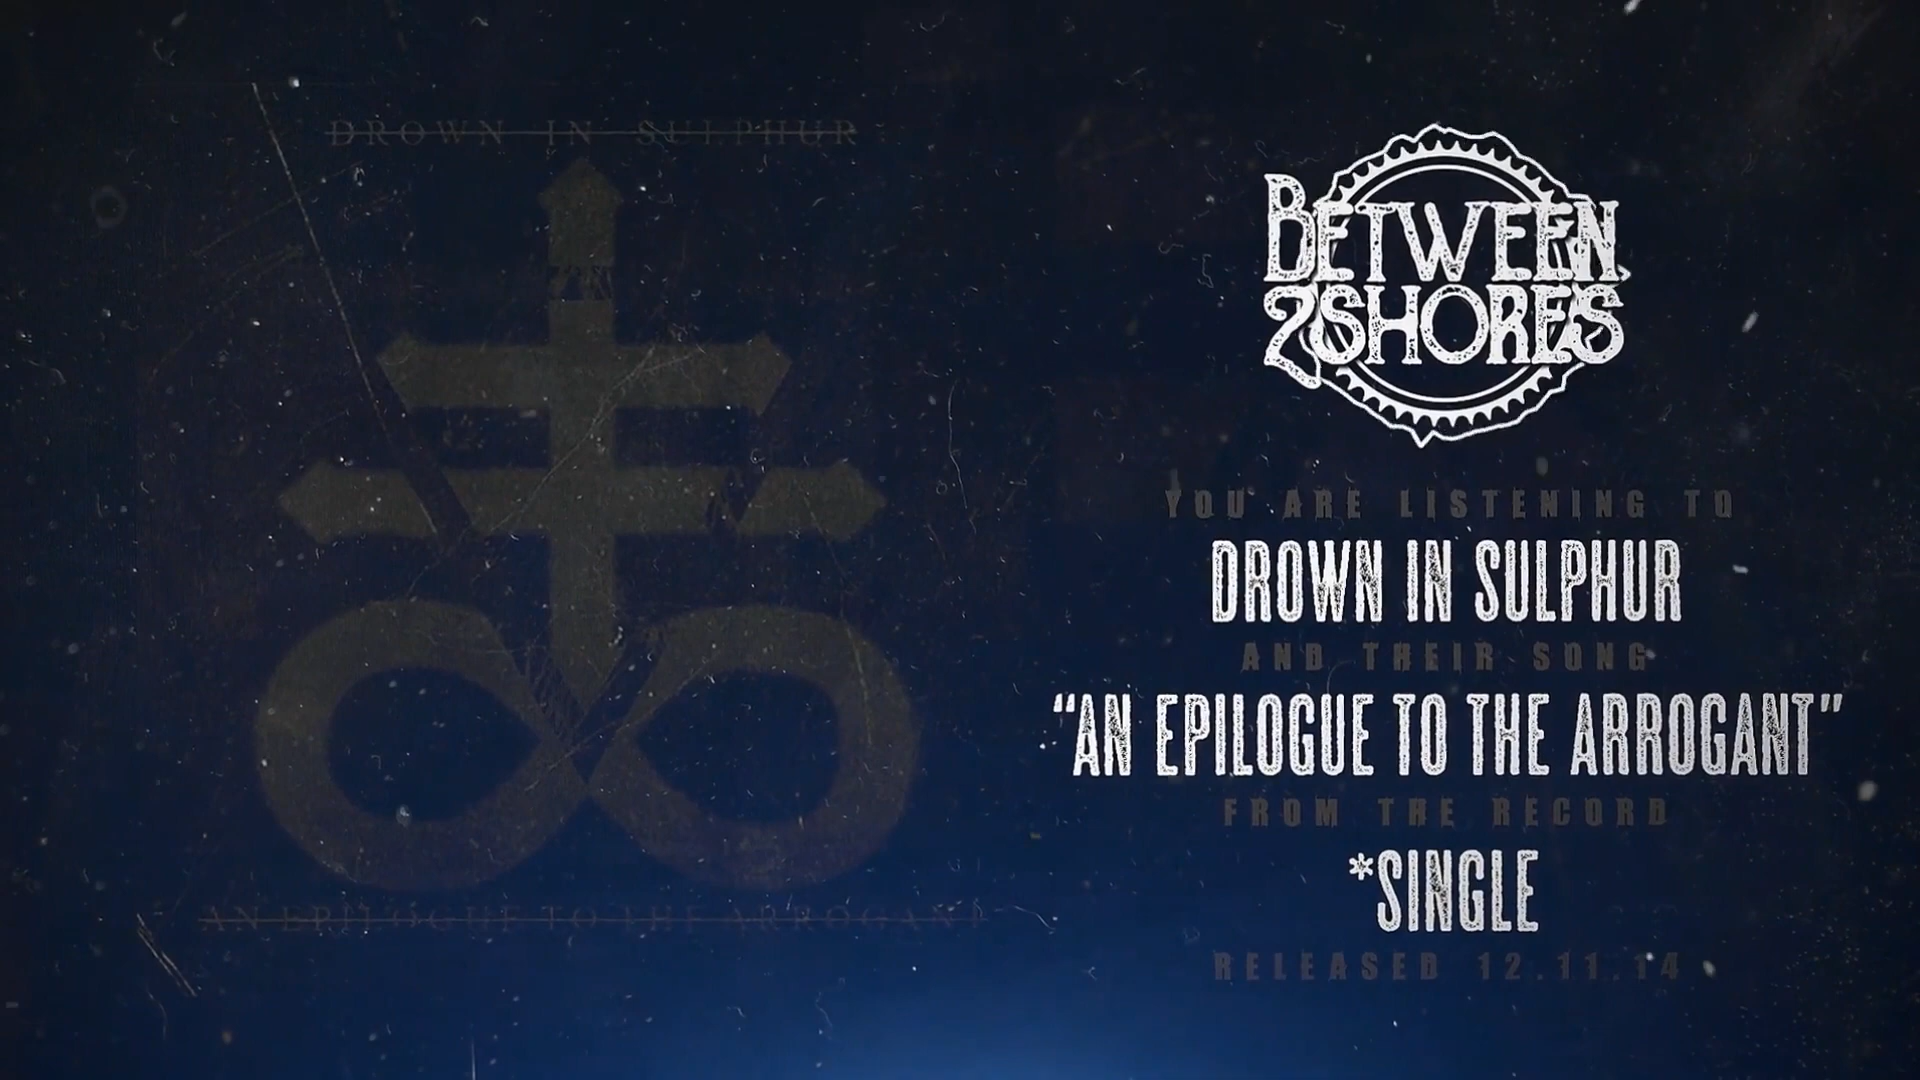 DROWN IN SULPHUR
AN EPILOGUE TO THE ARROGANT
BETWEEN
2SHORES
YOU ARE LISTENING TO
DROWN IN SULPHUR
AND THEIR SONG
“AN EPILOGUE TO THE ARROGANT”
FROM THE RECORD
*SINGLE
RELEASED 12.11.14